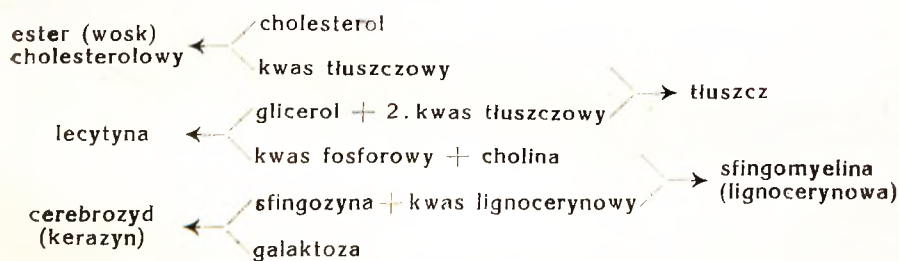 ester (wosk)
cholesterolowy
cholesterol
kwas tłuszczowy
glicerol + 2. kwas tłuszczowy
tłuszcz
lecytyna
kwas fosforowy + cholina
sfingomyelina
(lignocerynowa)
cerebrozyd
(kerazyn)
sfingozyna + kwas lignocerynowy
galaktoza